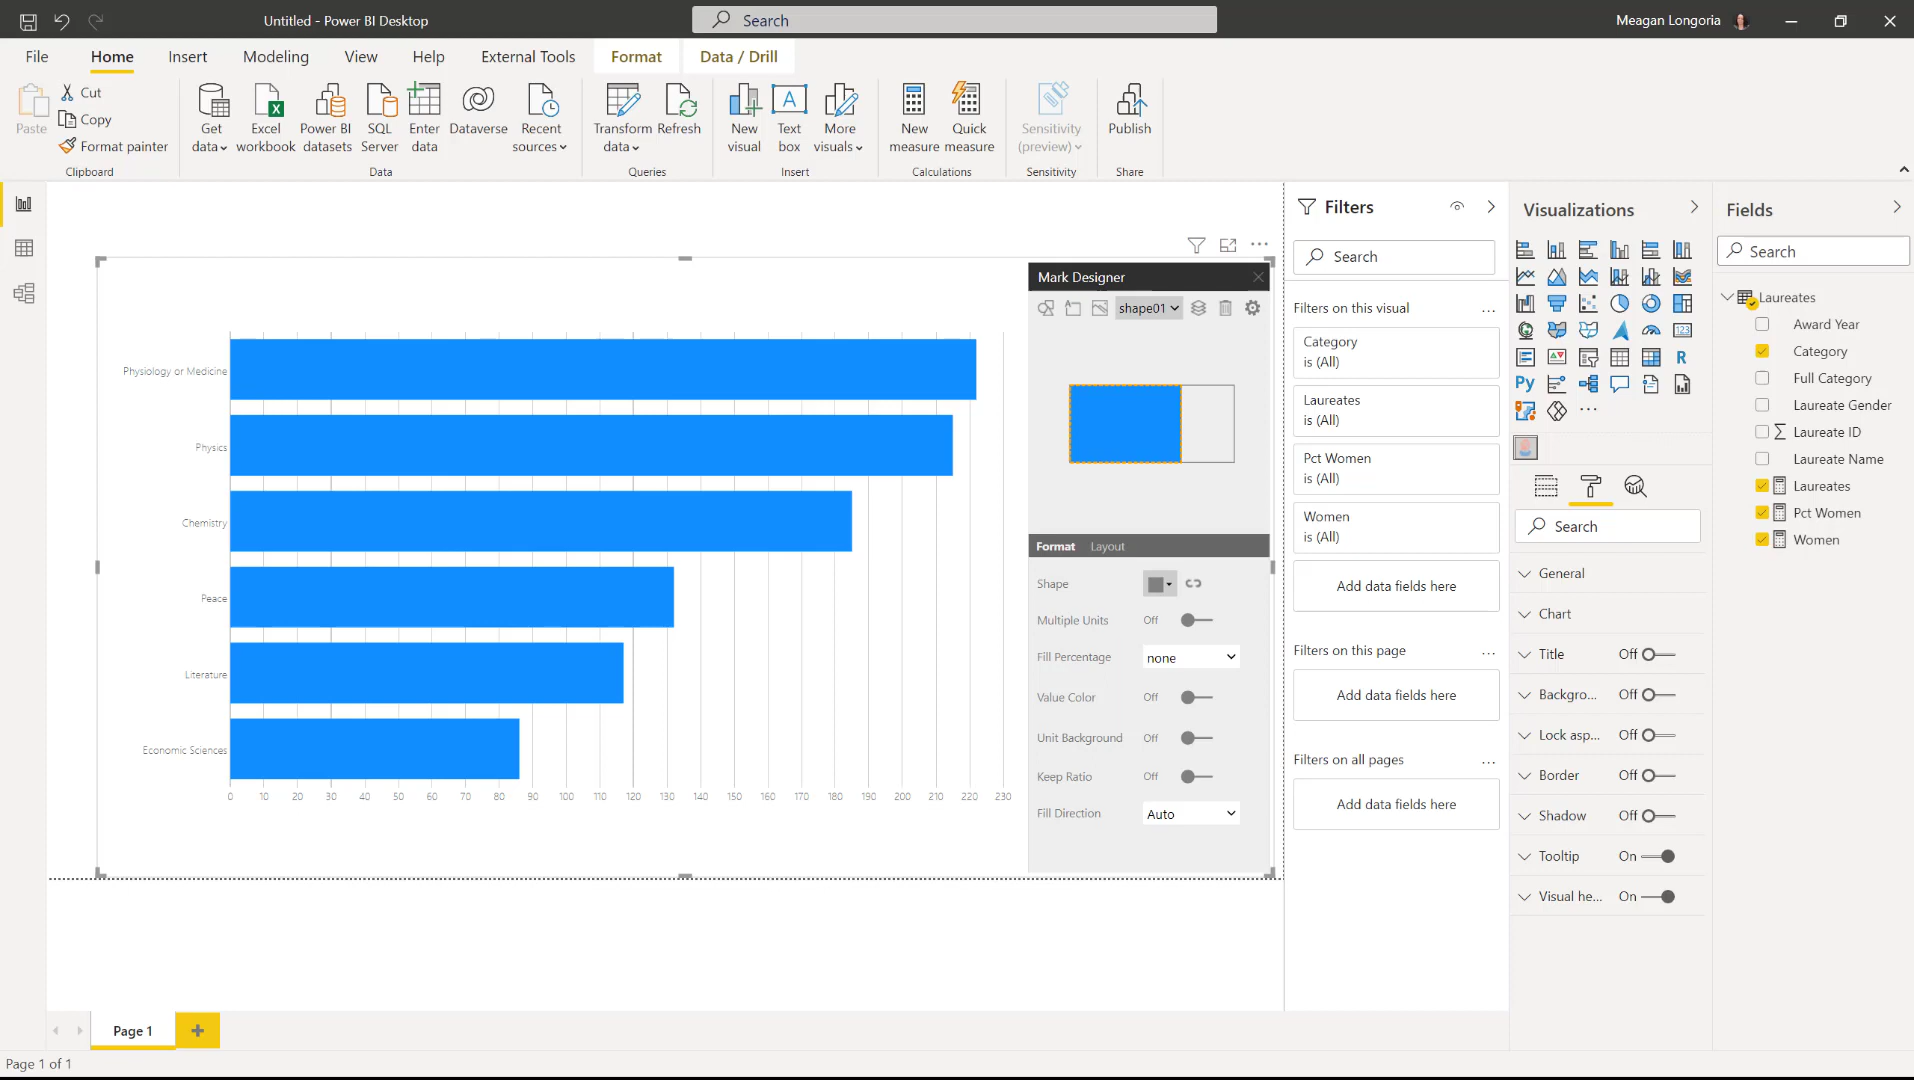 Untitled - Power BI Desktop
Search
Meagan Longoria
File
Home
Insert
Modeling
View
Help
External Tools
Format
Data / Drill
Paste
Cut
Copy
Format painter
Clipboard
Get data
Excel workbook
Power BI datasets
SQL Server
Enter data
Dataverse
Recent sources
Data
Transform data
Refresh
Queries
New visual
Text box
More visuals
Insert
New measure
Quick measure
Calculations
Sensitivity (preview)
Sensitivity
Publish
Share
Physiology or Medicine
Physics
Chemistry
Peace
Literature
Economic Sciences
0 10 20 30 40 50 60 70 80 90 100 110 120 130 140 150 160 170 180 190 200 210 220 230
Mark Designer
shape01
Format Layout
Shape
Multiple Units Off
Fill Percentage none
Value Color Off
Unit Background Off
Keep Ratio Off
Fill Direction Auto
Filters
Search
Filters on this visual
Category
is (All)
Laureates
is (All)
Pct Women
is (All)
Women
is (All)
Add data fields here
Filters on this page
Add data fields here
Filters on all pages
Add data fields here
Visualizations
123
R
Py
Search
General
Chart
Title Off
Backgro... Off
Lock asp... Off
Border Off
Shadow Off
Tooltip On
Visual he... On
Fields
Search
Laureates
Award Year
Category
Full Category
Laureate Gender
Laureate ID
Laureate Name
Laureates
Pct Women
Women
Page 1
Page 1 of 1